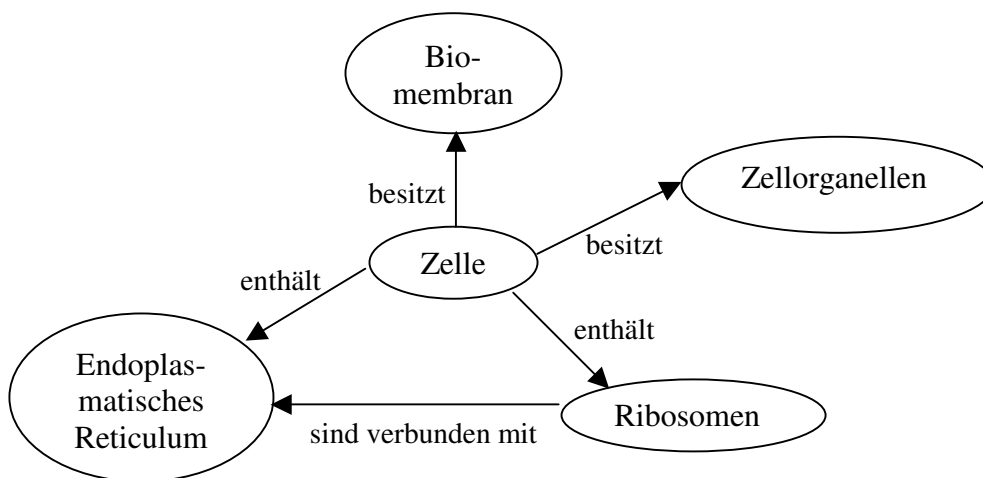 Bio-
membran
Zellorganellen
besitzt
besitzt
Zelle
enthält
enthält
Endoplas-
matisches
Reticulum
Ribosomen
sind verbunden mit